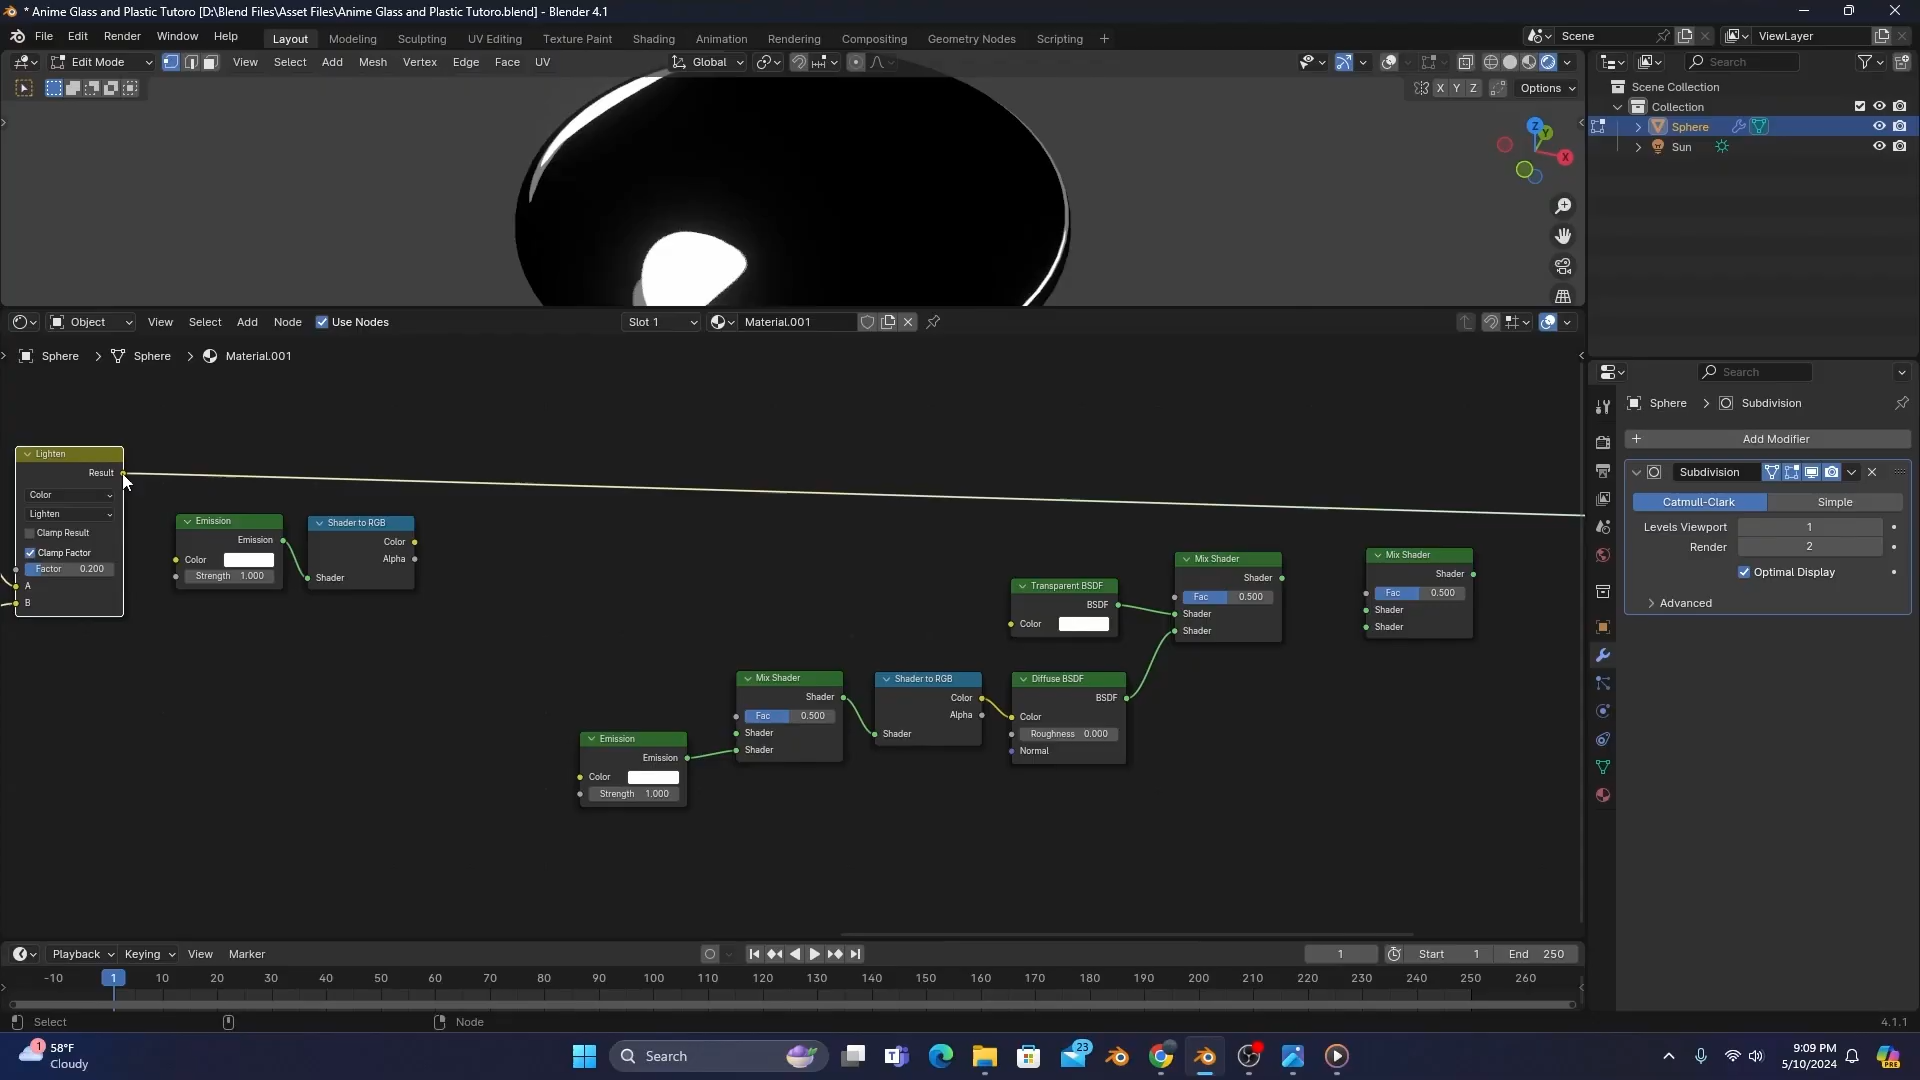 * Anime Glass and Plastic Tutoro [D:\Blend Files\Asset Files\Anime Glass and Plastic Tutoro.blend] - Blender 4.1
File Edit Render Window Help
Layout Modeling Sculpting UV Editing Texture Paint Shading Animation Rendering Compositing Geometry Nodes Scripting +
Scene
ViewLayer
Edit Mode
View Select Add Mesh Vertex Edge Face UV
Global
X Y Z
Options
Z
Y
X
Search
Scene Collection
Collection
Sphere
Sun
Object
View Select Add Node Use Nodes
Slot 1
Material.001
Sphere > Sphere > Material.001
Lighten
Result
Color
Lighten
Clamp Result
Clamp Factor
Factor 0.200
A
B
Emission
Emission
Color
Strength 1.000
Shader to RGB
Color
Alpha
Shader
Emission
Emission
Color
Strength 1.000
Mix Shader
Shader
Fac 0.500
Shader
Shader
Shader to RGB
Color
Alpha
Shader
Transparent BSDF
BSDF
Color
Diffuse BSDF
BSDF
Color
Roughness 0.000
Normal
Mix Shader
Shader
Fac 0.500
Shader
Shader
Mix Shader
Shader
Fac 0.500
Shader
Shader
Search
Sphere > Subdivision
+ Add Modifier
Subdivision
Catmull-Clark Simple
Levels Viewport 1
Render 2
Optimal Display
Advanced
Playback Keying View Marker
1
Start 1
End 250
-10 1 10 20 30 40 50 60 70 80 90 100 110 120 130 140 150 160 170 180 190 200 210 220 230 240 250 260
Select
Node
4.1.1
1
58°F
Cloudy
Search
23
9:09 PM
5/10/2024
PRE